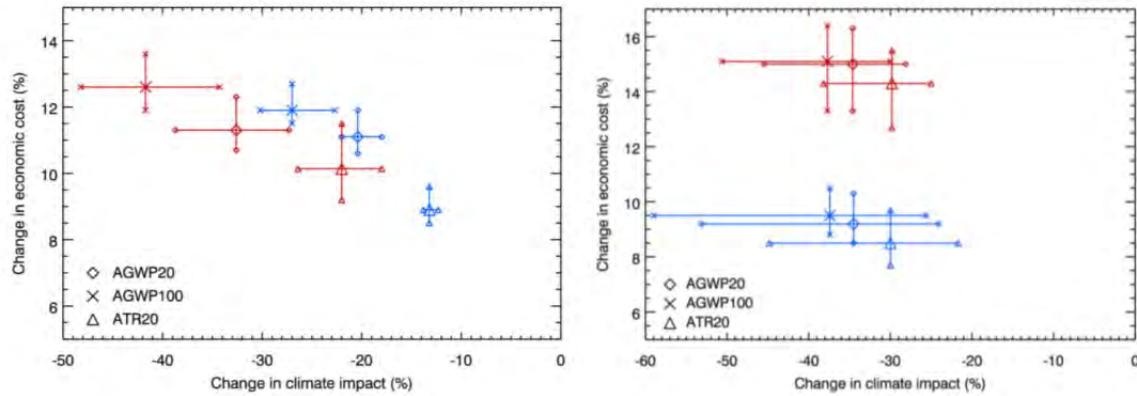 14
12
10
8
6
Change in economic cost (%)
AGWP20
AGWP100
ATR20
-50
-40
-30
-20
-10
0
Change in climate impact (%)
16
14
12
10
8
6
Change in economic cost (%)
AGWP20
AGWP100
ATR20
-60
-50
-40
-30
-20
-10
0
Change in climate impact (%)